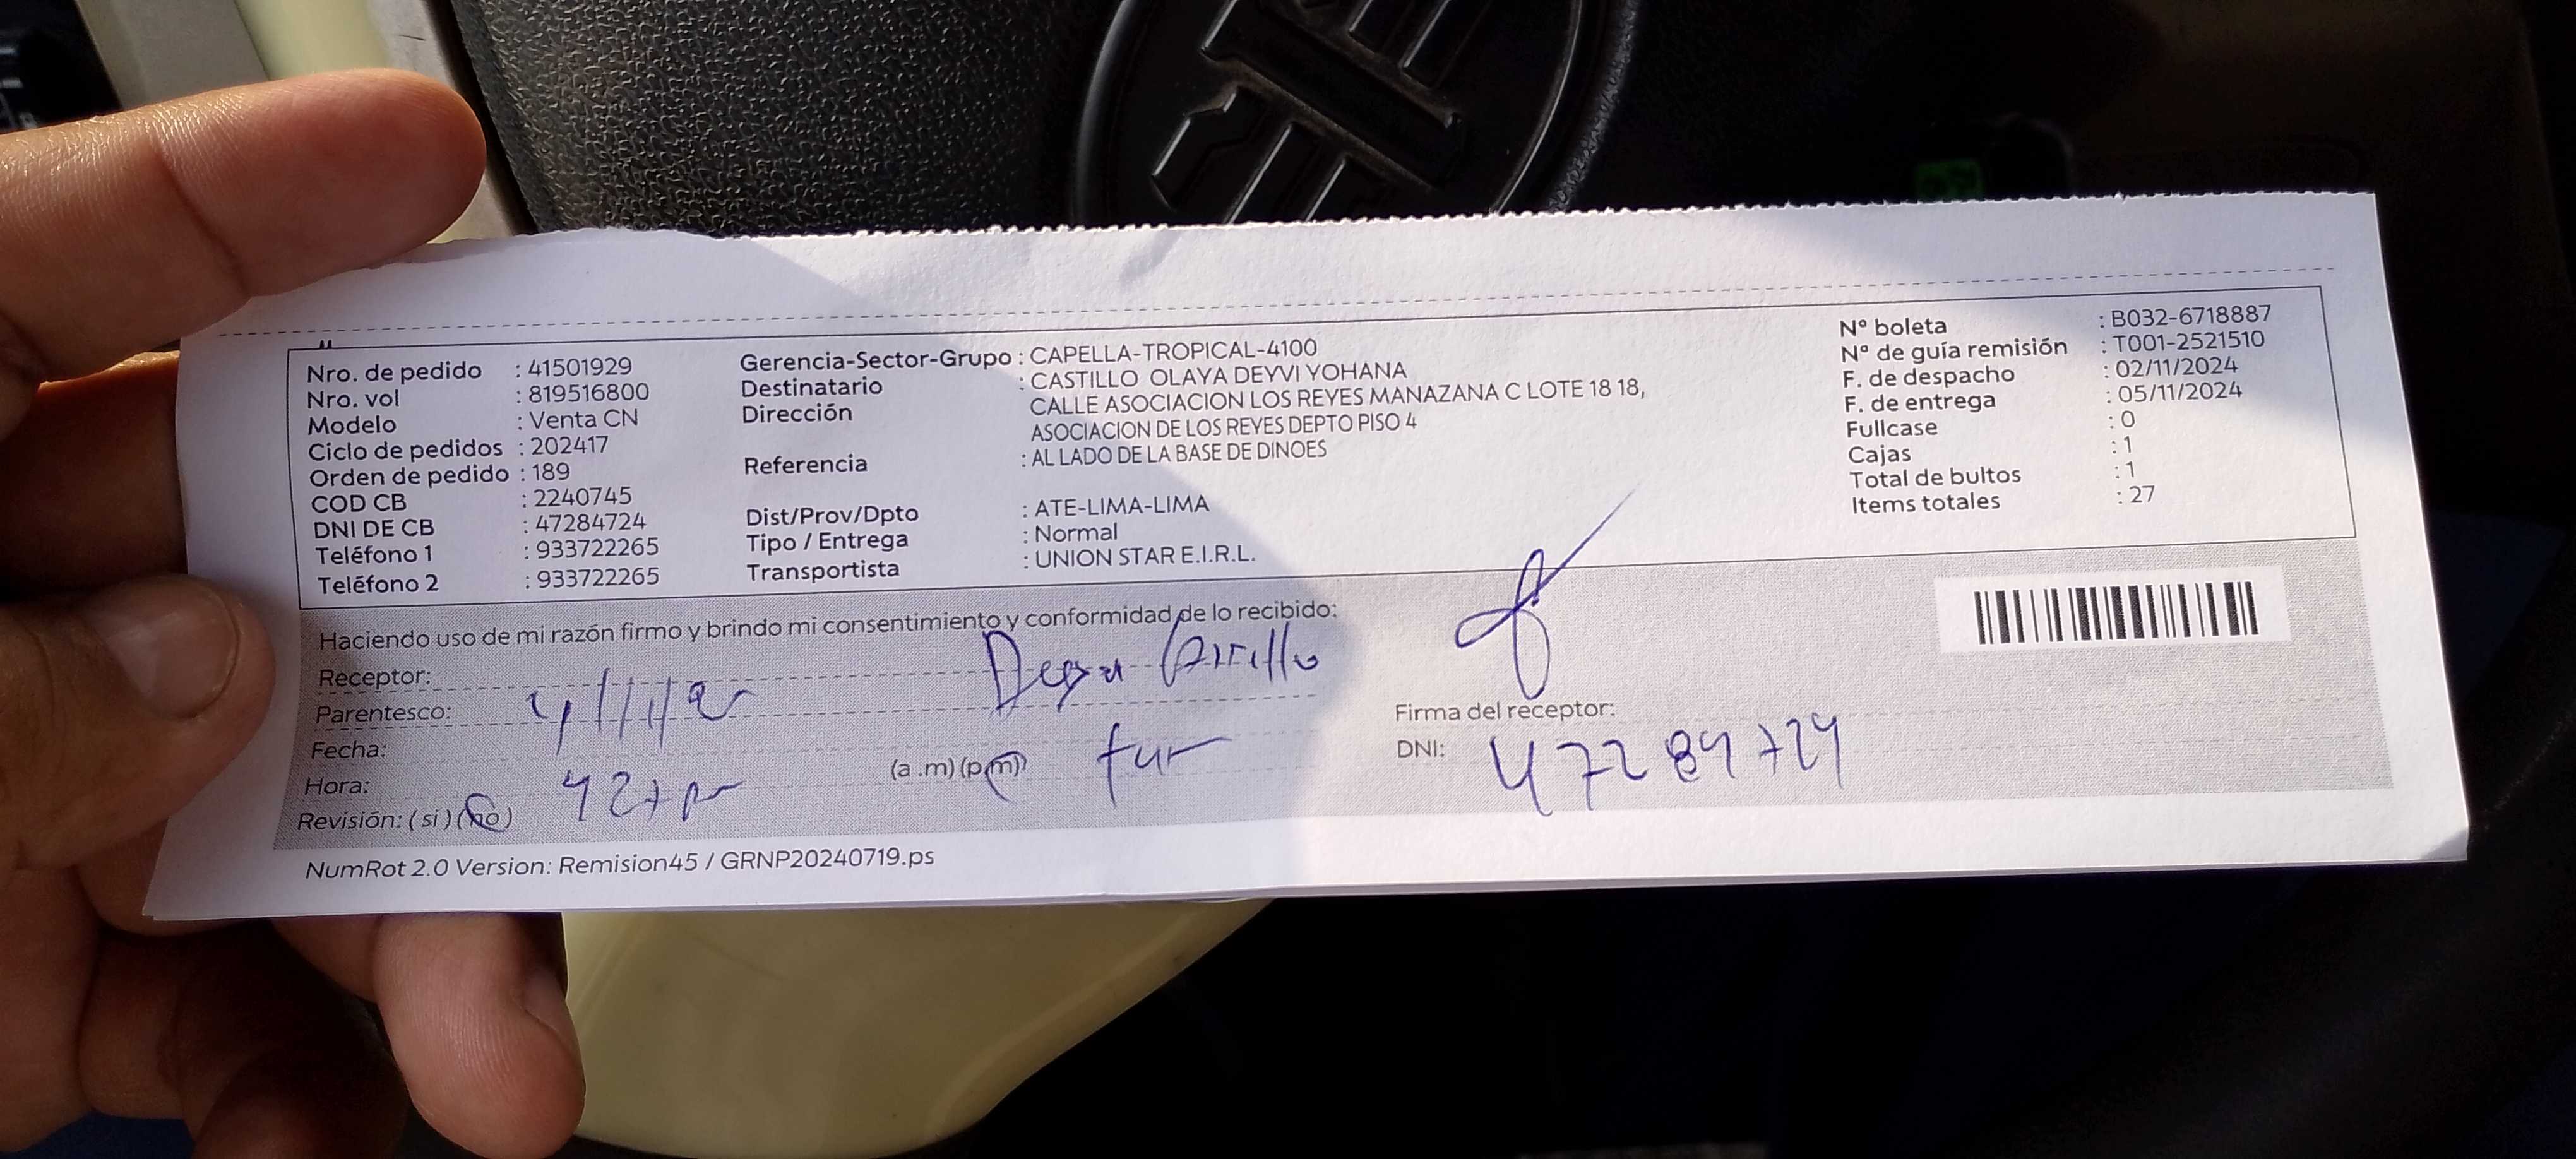 Nro. de pedido : 41501929
Nro. vol : 819516800
Modelo : Venta CN
Ciclo de pedidos : 202417
Orden de pedido : 189
COD CB : 2240745
DNI DE CB : 47284724
Teléfono 1 : 933722265
Teléfono 2 : 933722265
Gerencia-Sector-Grupo : CAPELLA-TROPICAL-4100
Destinatario : CASTILLO OLAYA DEYVI YOHANA
Dirección CALLE ASOCIACION LOS REYES MANAZANA C LOTE 18 18,
ASOCIACION DE LOS REYES DEPTO PISO 4
Referencia : AL LADO DE LA BASE DE DINOES
Dist/Prov/Dpto : ATE-LIMA-LIMA
Tipo / Entrega : Normal
Transportista : UNION STAR E.I.R.L.
N° boleta : B032-6718887
N° de guía remisión : T001-2521510
F. de despacho : 02/11/2024
F. de entrega : 05/11/2024
Fullcase : 0
Cajas : 1
Total de bultos : 1
Items totales : 27
Haciendo uso de mi razón firmo y brindo mi consentimiento y conformidad de lo recibido:
Receptor:
Parentesco:
Fecha:
Hora: (a .m) (p.m)
Revisión: ( si ) (no)
Firma del receptor:
DNI: 47284724
NumRot 2.0 Version: Remision45 / GRNP20240719.ps